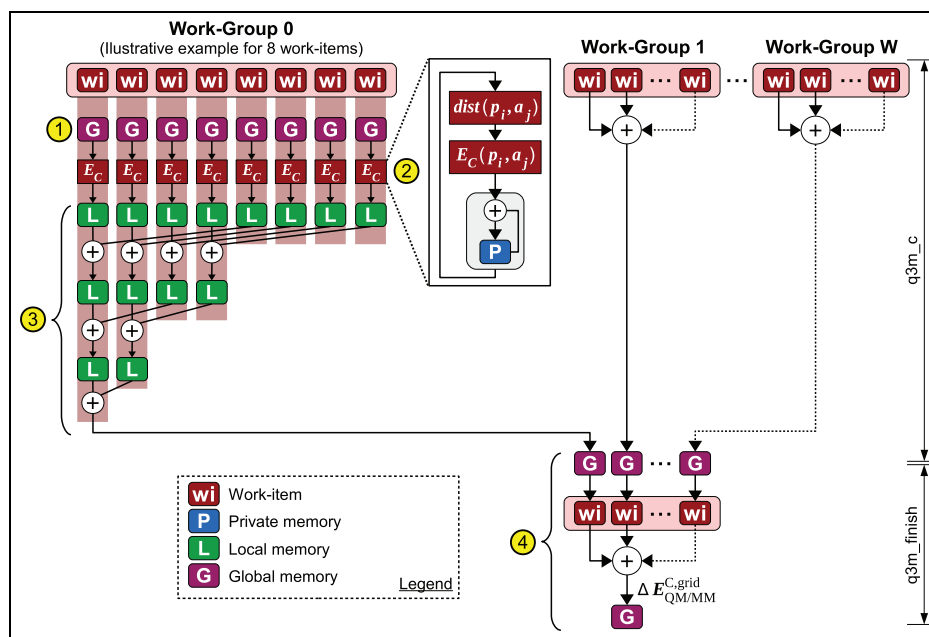 Work-Group 0
(Ilustrative example for 8 work-items)
Work-Group 1
Work-Group W
wi wi wi wi wi wi wi wi
wi wi ··· wi ··· wi wi ··· wi
1 G G G G G G G G
dist(p_i, a_j)
+ +
E_C E_C E_C E_C E_C E_C E_C E_C 2
E_C(p_i, a_j)
L L L L L L L L
+
+ + + +
P
L L L L
3
+ +
L L
+
q3m_c
G G ··· G
wi wi ··· wi
4
+
Δ E^{C,grid}_{QM/MM}
G
q3m_finish
wi Work-item
P Private memory
L Local memory
G Global memory
Legend